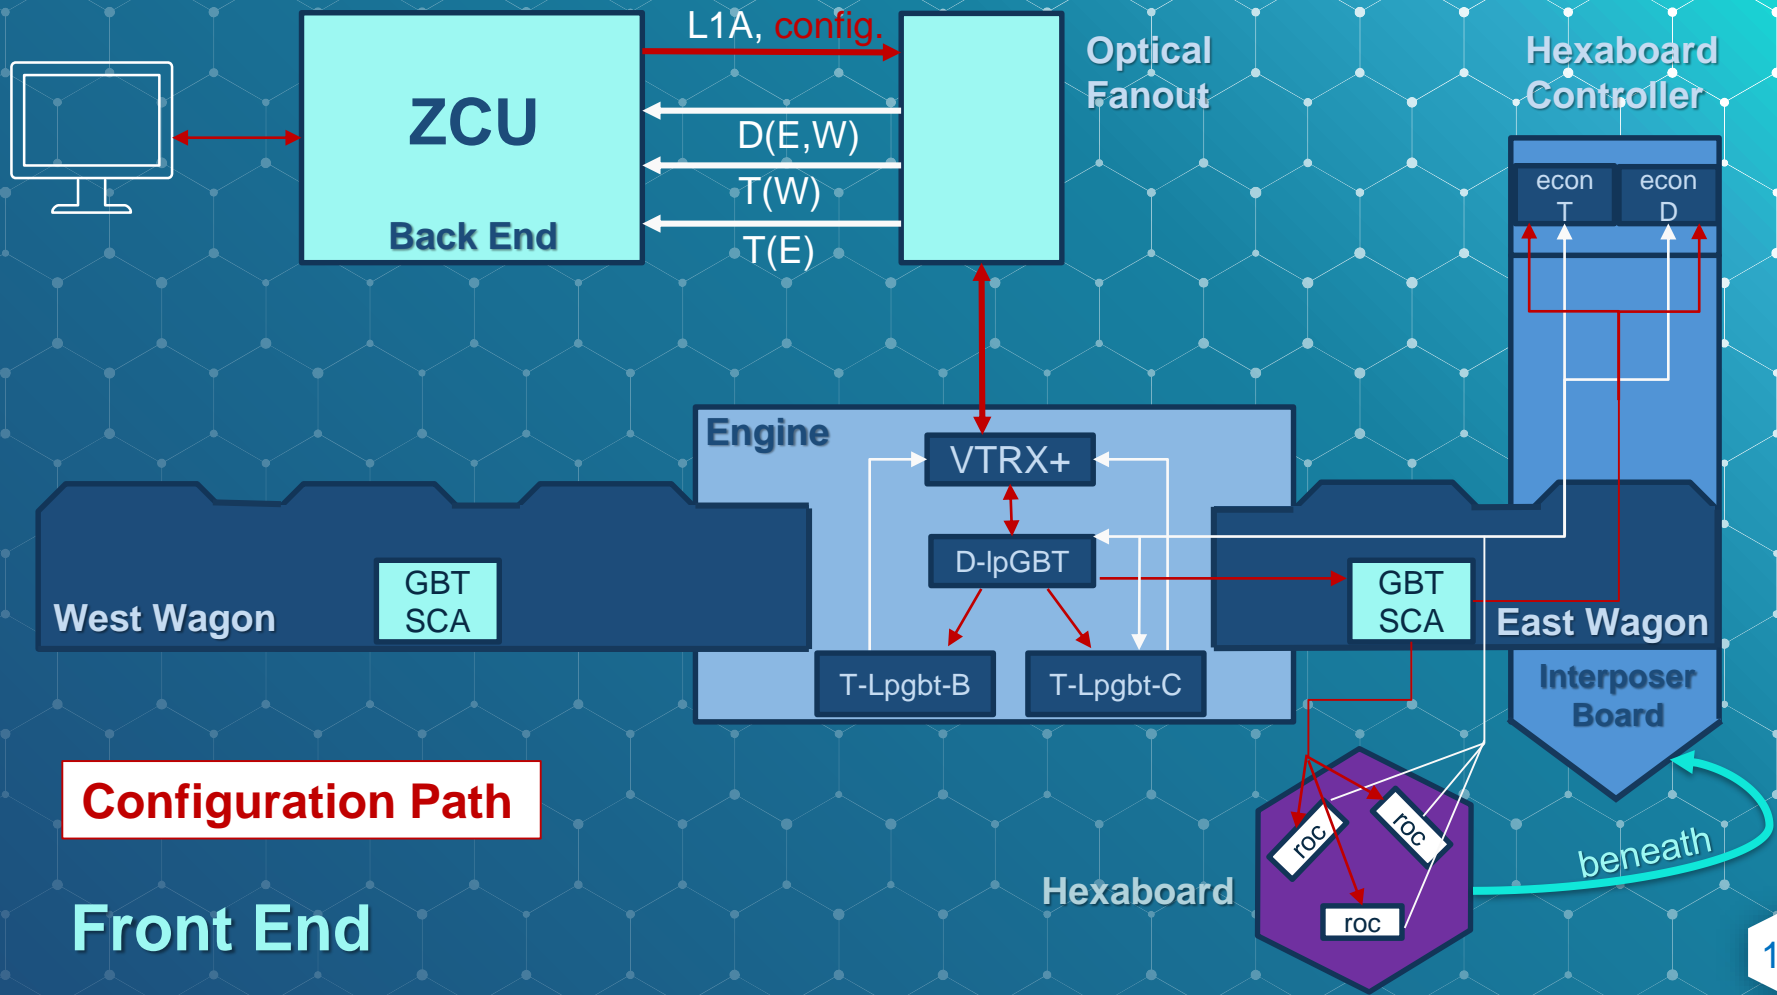 L1A, config.
ZCU
Back End
D(E,W)
T(W)
T(E)
Optical
Fanout
Hexaboard
Controller
econ
T
econ
D
Engine
VTRX+
D-lpGBT
T-Lpgbt-B
T-Lpgbt-C
West Wagon
GBT
SCA
GBT
SCA
East Wagon
Interposer
Board
Configuration Path
Front End
Hexaboard
roc
roc
roc
beneath
1